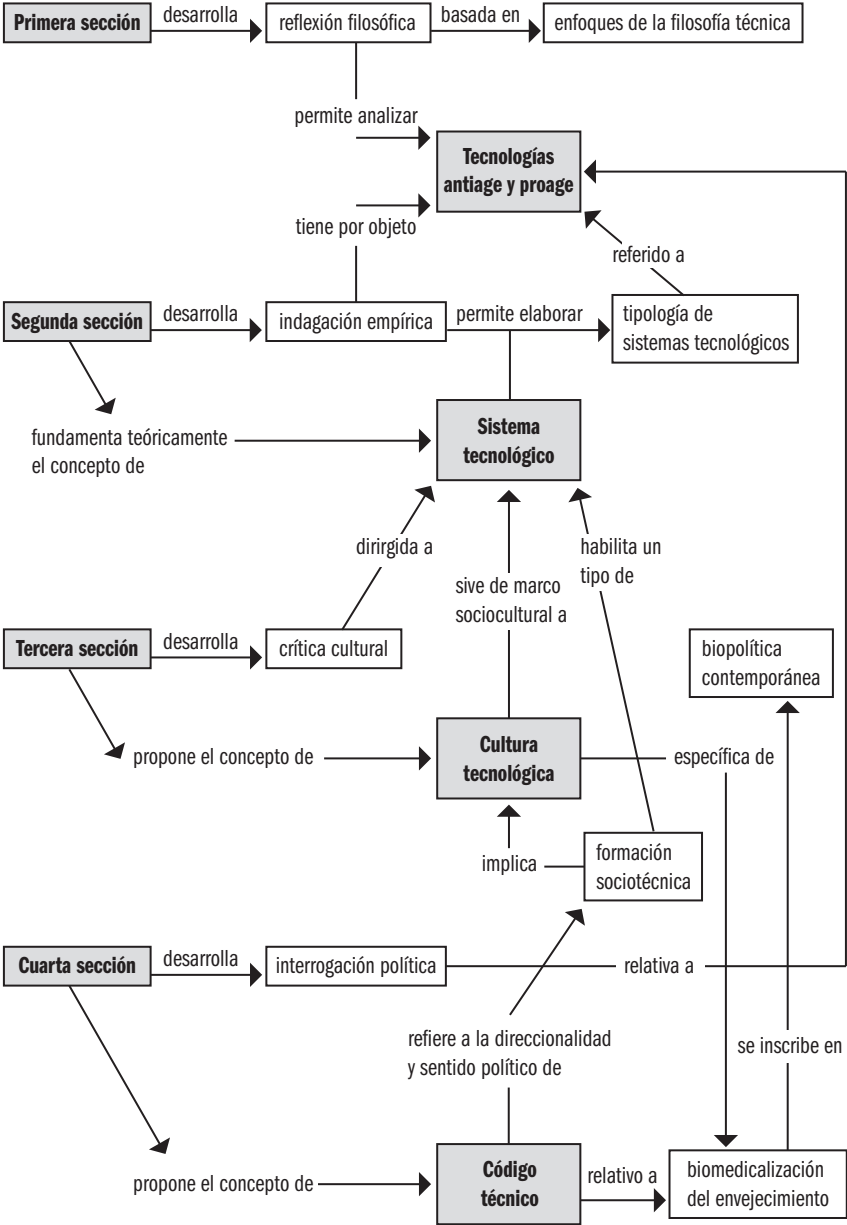 Primera sección
desarrolla
reflexión filosófica
basada en
enfoques de la filosofía técnica
permite analizar
Tecnologías
antiage y proage
tiene por objeto
referido a
Segunda sección
desarrolla
indagación empírica
permite elaborar
tipología de
sistemas tecnológicos
fundamenta teóricamente
el concepto de
Sistema
tecnológico
dirirgida a
habilita un
tipo de
sive de marco
sociocultural a
Tercera sección
desarrolla
crítica cultural
biopolítica
contemporánea
propone el concepto de
Cultura
tecnológica
específica de
implica
formación
sociotécnica
Cuarta sección
desarrolla
interrogación política
relativa a
refiere a la direccionalidad
y sentido político de
se inscribe en
propone el concepto de
Código
técnico
relativo a
biomedicalización
del envejecimiento